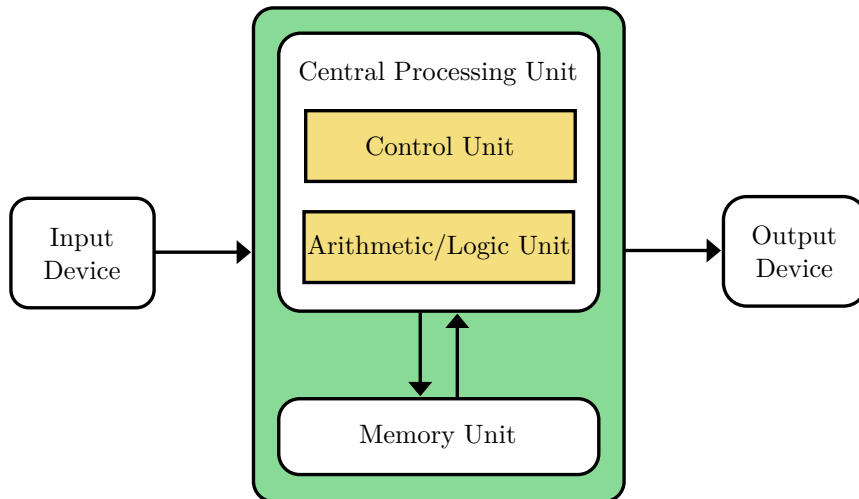 Central Processing Unit
Control Unit
Arithmetic/Logic Unit
Input
Device
Output
Device
Memory Unit